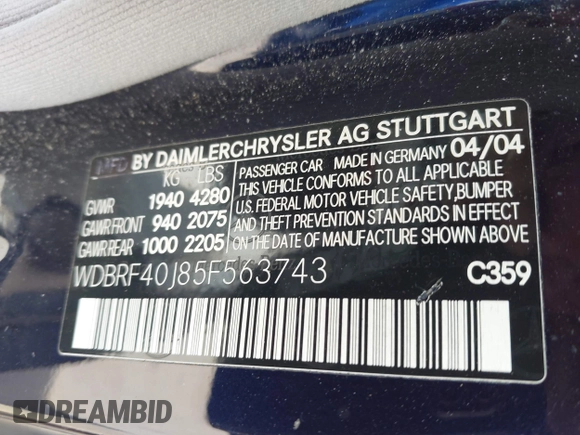 MFD BY DAIMLERCHRYSLER AG STUTTGART
KG LBS
GVWR 1940 4280
GAWR FRONT 940 2075
GAWR REAR 1000 2205
PASSENGER CAR MADE IN GERMANY 04/04
THIS VEHICLE CONFORMS TO ALL APPLICABLE
U.S. FEDERAL MOTOR VEHICLE SAFETY, BUMPER
AND THEFT PREVENTION STANDARDS IN EFFECT
ON THE DATE OF MANUFACTURE SHOWN ABOVE
WDBRF40J85F563743
C359
DREAMBID